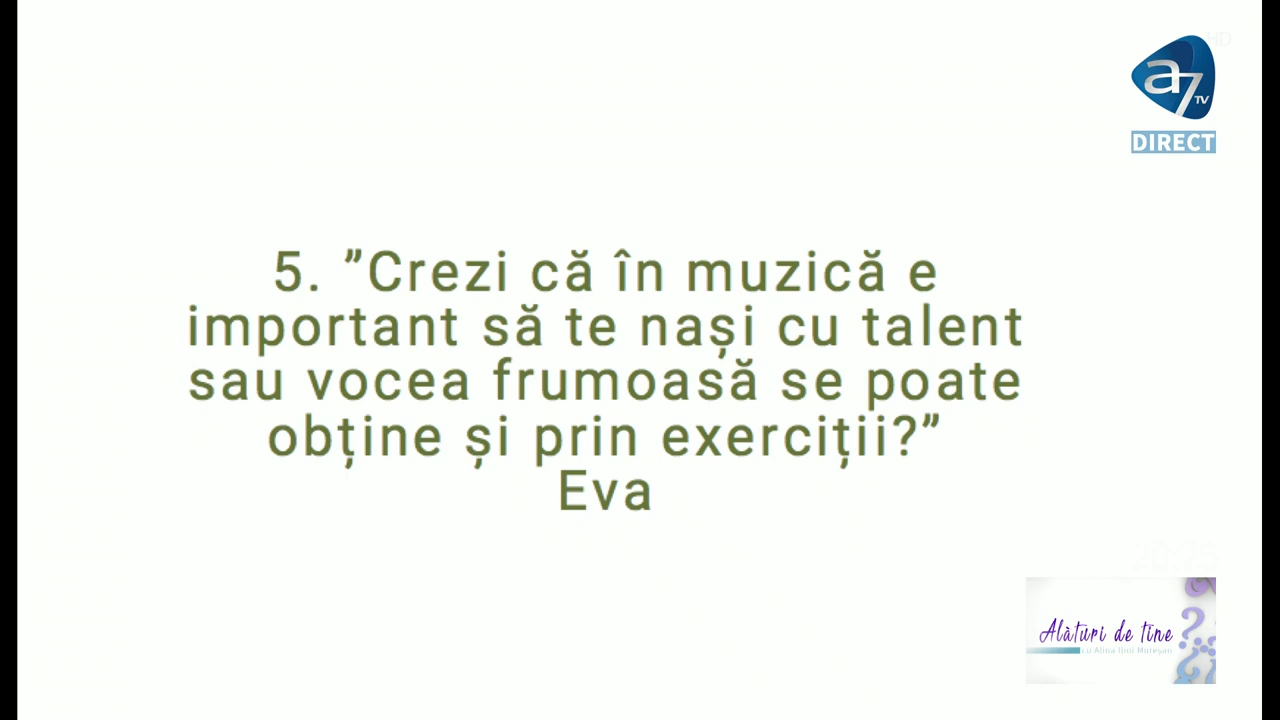 HD
a7
TV
DIRECT
5. ”Crezi că în muzică e
important să te naști cu talent
sau vocea frumoasă se poate
obține și prin exerciții?”
Eva
Alături de tine